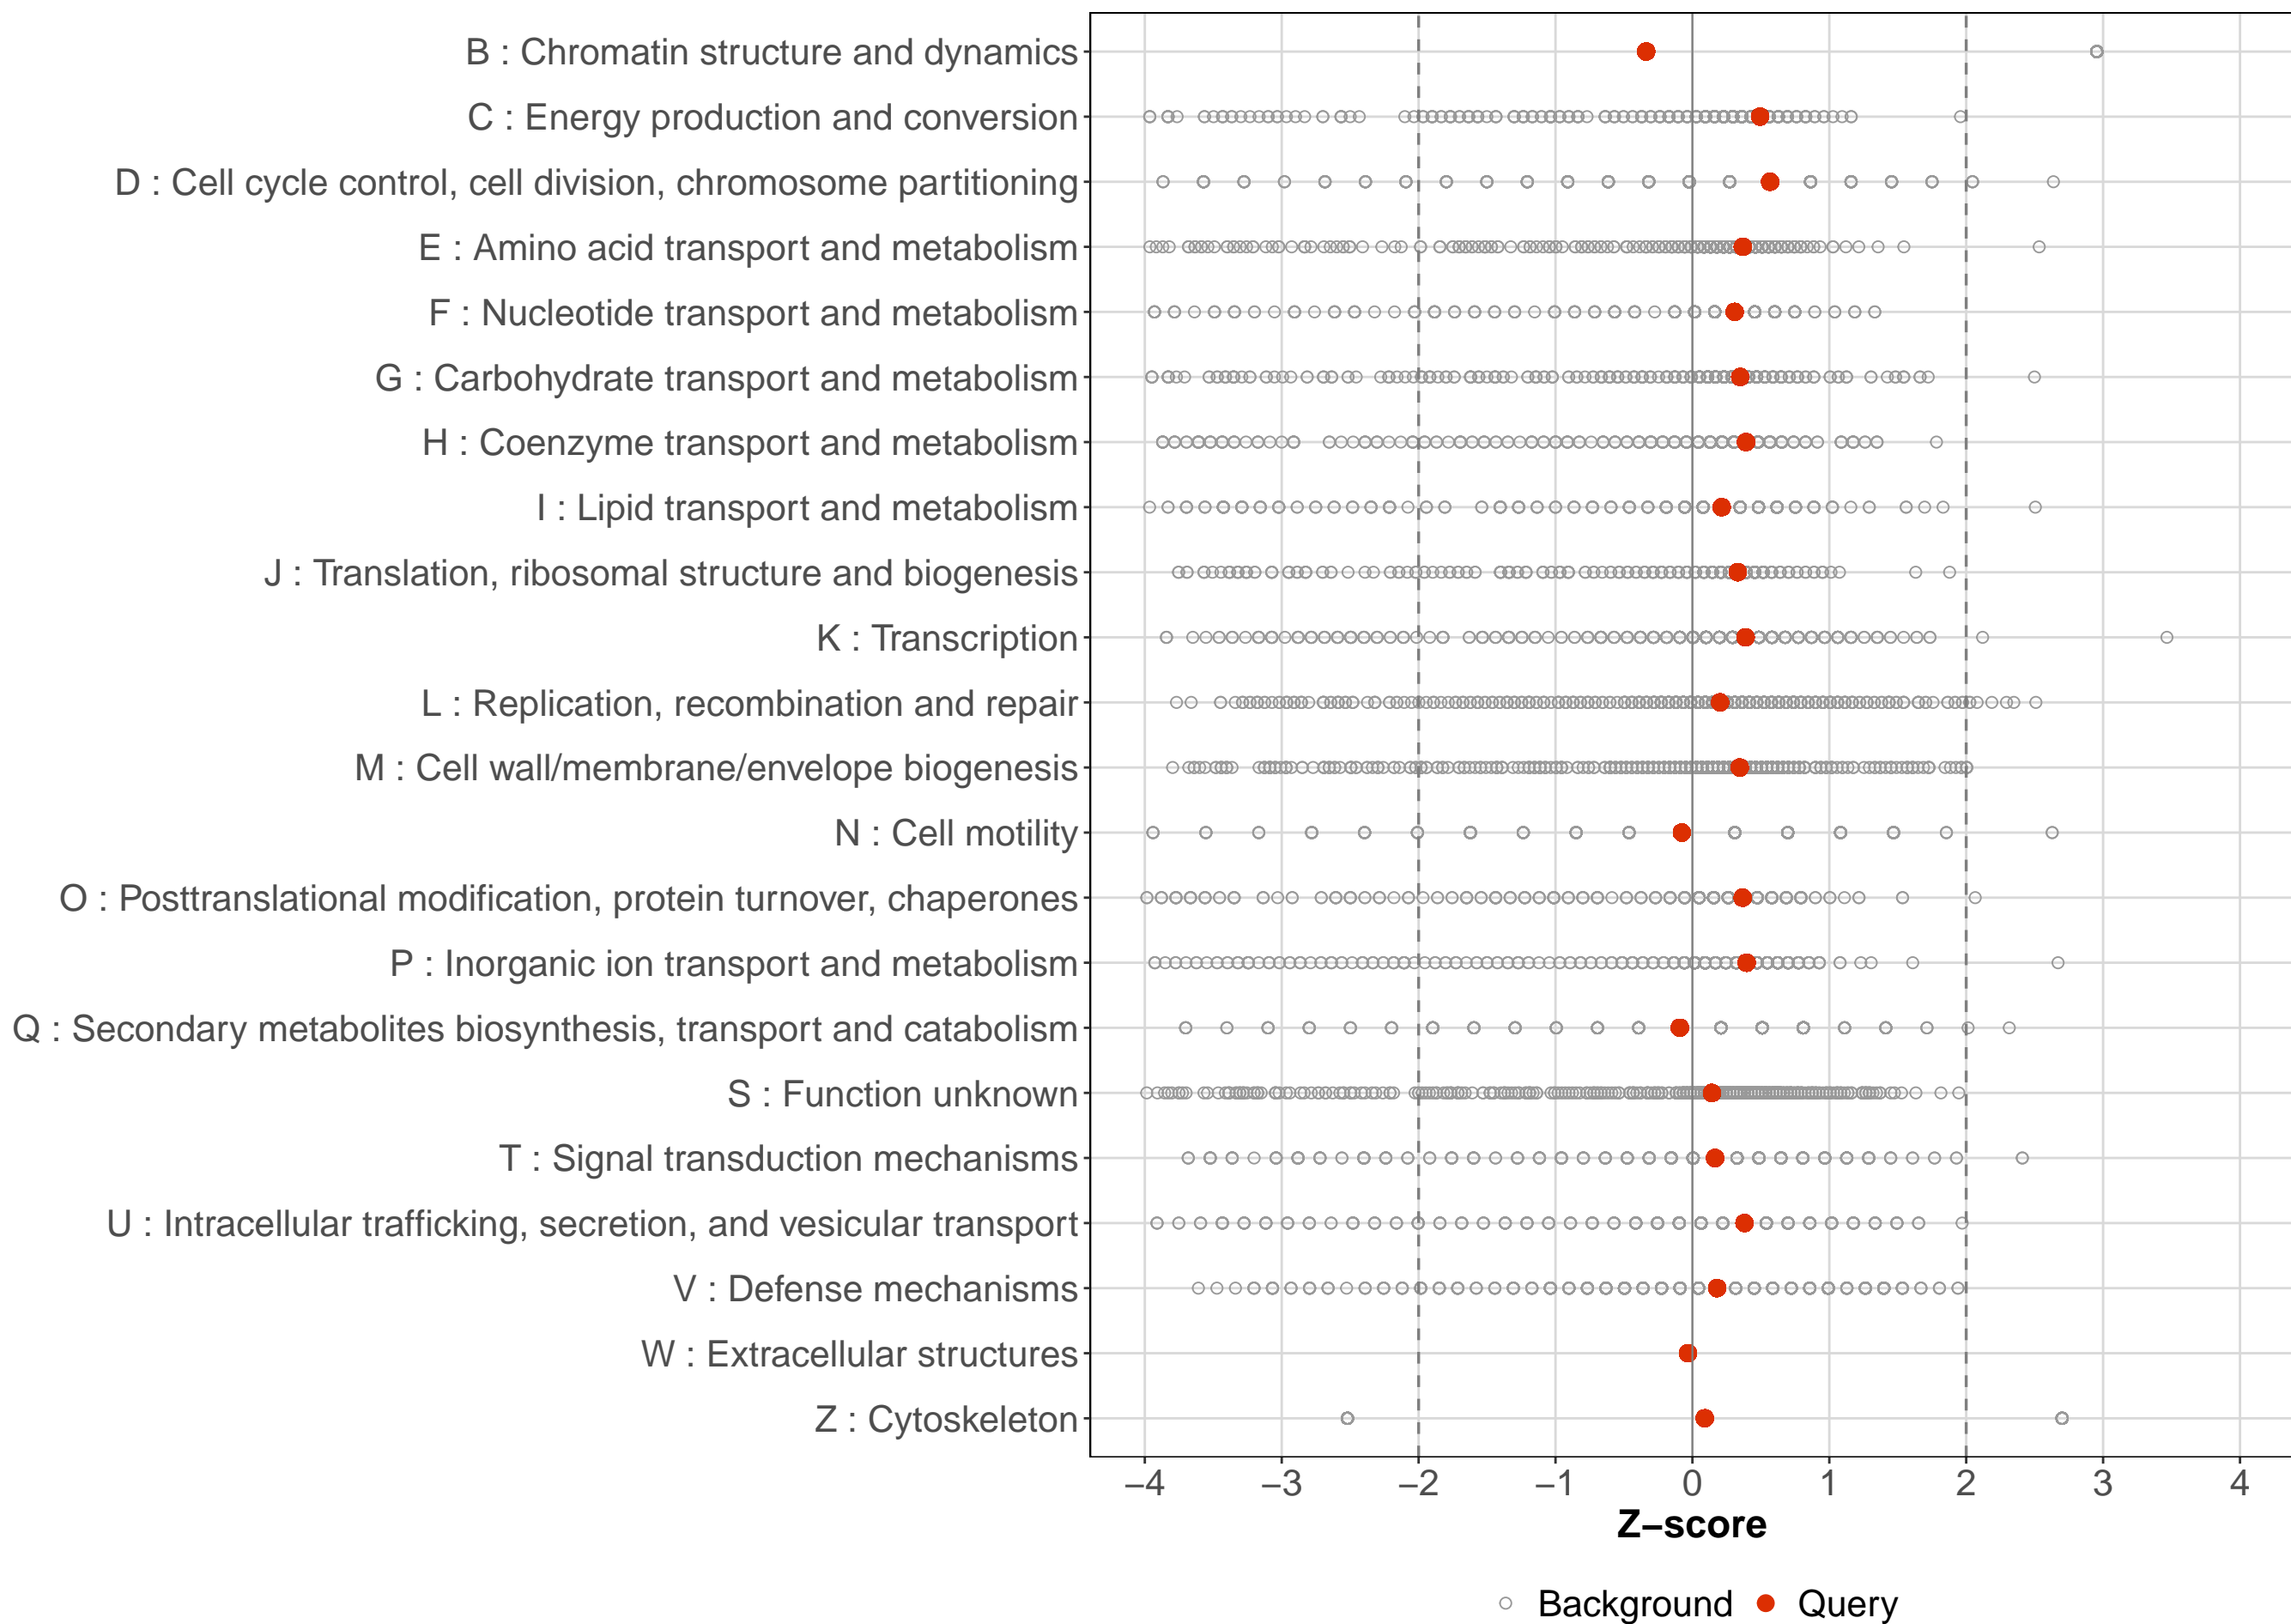 B : Chromatin structure and dynamics
C : Energy production and conversion
D : Cell cycle control, cell division, chromosome partitioning
E : Amino acid transport and metabolism
F : Nucleotide transport and metabolism
G : Carbohydrate transport and metabolism
H : Coenzyme transport and metabolism
I : Lipid transport and metabolism
J : Translation, ribosomal structure and biogenesis
K : Transcription
L : Replication, recombination and repair
M : Cell wall/membrane/envelope biogenesis
N : Cell motility
O : Posttranslational modification, protein turnover, chaperones
P : Inorganic ion transport and metabolism
Q : Secondary metabolites biosynthesis, transport and catabolism
S : Function unknown
T : Signal transduction mechanisms
U : Intracellular trafficking, secretion, and vesicular transport
V : Defense mechanisms
W : Extracellular structures
Z : Cytoskeleton
−4 −3 −2 −1 0 1 2 3 4
Z−score
Background Query